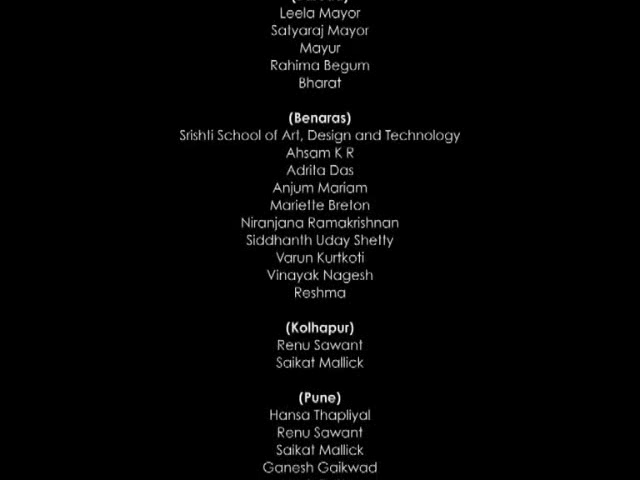 Leela Mayor
Satyaraj Mayor
Mayur
Rahima Begum
Bharat
(Benaras)
Srishti School of Art, Design and Technology
Ahsam K R
Adrita Das
Anjum Mariam
Mariette Breton
Niranjana Ramakrishnan
Siddhanth Uday Shetty
Varun Kurtkoti
Vinayak Nagesh
Reshma
(Kolhapur)
Renu Sawant
Saikat Mallick
(Pune)
Hansa Thapliyal
Renu Sawant
Saikat Mallick
Ganesh Gaikwad